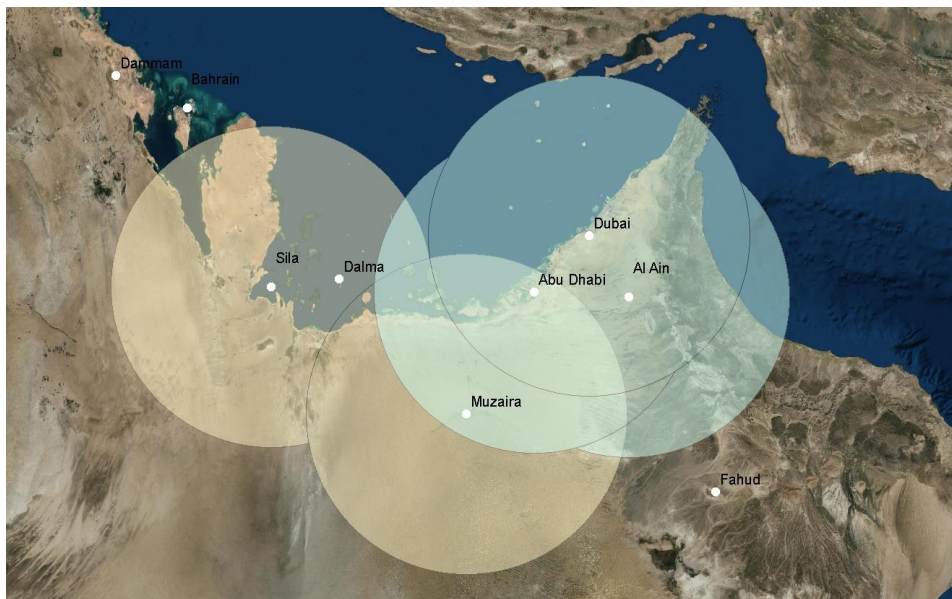 Dammam
Bahrain
Dubai
Sila
Dalma
Al Ain
Abu Dhabi
Muzaira
Fahud